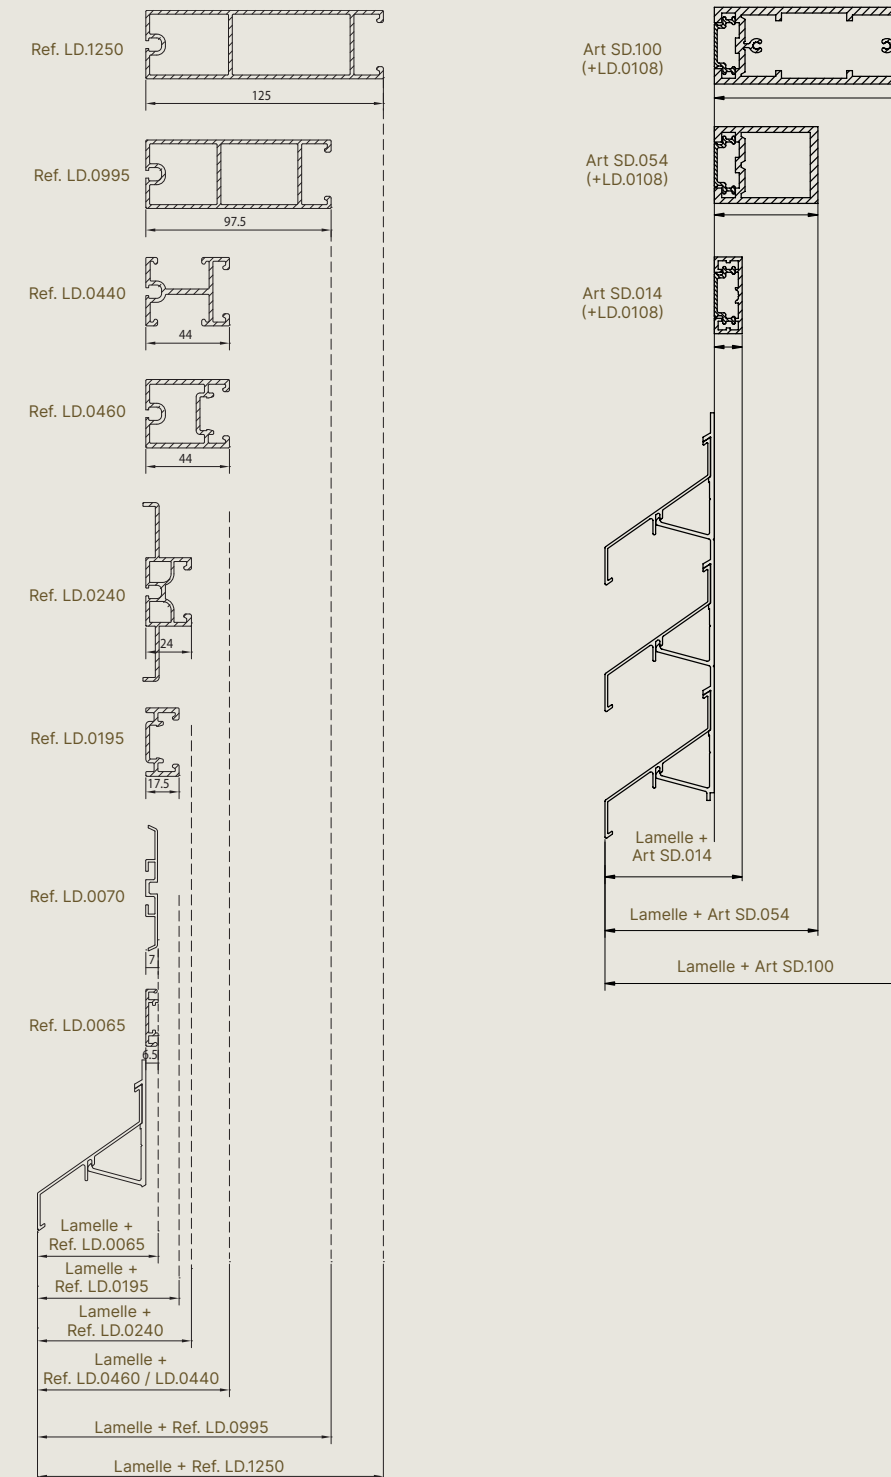 Ref. LD.1250
125
Ref. LD.0995
97.5
Ref. LD.0440
44
Ref. LD.0460
44
Ref. LD.0240
24
Ref. LD.0195
17.5
Ref. LD.0070
7
Ref. LD.0065
6.5
Lamelle +
Ref. LD.0065
Lamelle +
Ref. LD.0195
Lamelle +
Ref. LD.0240
Lamelle +
Ref. LD.0460 / LD.0440
Lamelle + Ref. LD.0995
Lamelle + Ref. LD.1250
Art SD.100
(+LD.0108)
Art SD.054
(+LD.0108)
Art SD.014
(+LD.0108)
Lamelle +
Art SD.014
Lamelle + Art SD.054
Lamelle + Art SD.100